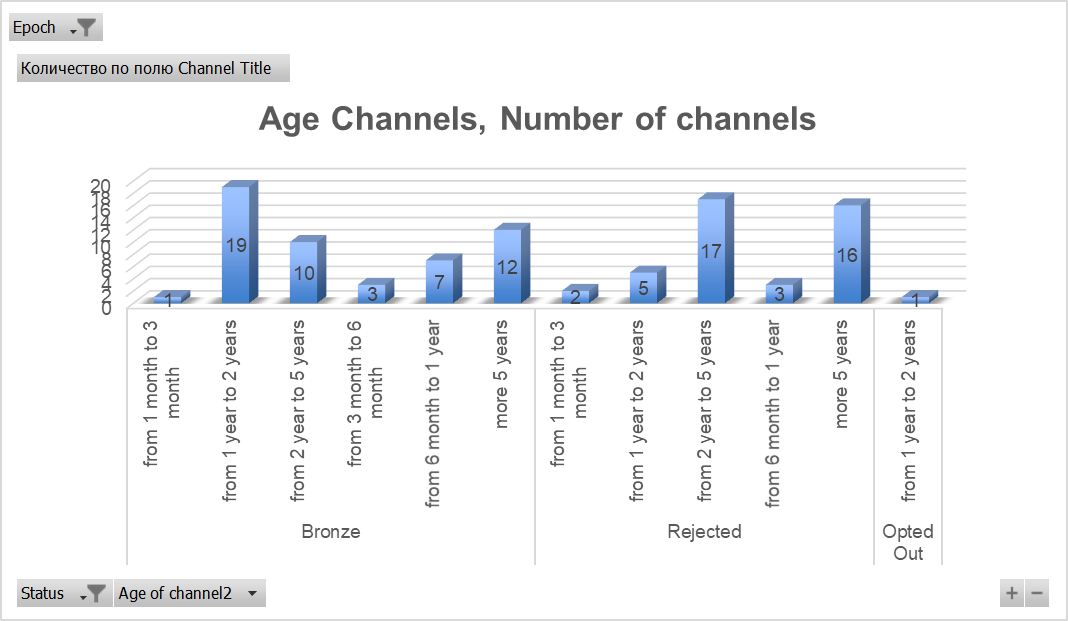 Epoch
Количество по полю Channel Title
Age Channels, Number of channels
20
18
16
14
12
10
8
6
4
2
0
1
19
10
3
7
12
2
5
17
3
16
1
from 1 month to 3
month
from 1 year to 2 years
from 2 year to 5 years
from 3 month to 6
month
from 6 month to 1 year
more 5 years
from 1 month to 3
month
from 1 year to 2 years
from 2 year to 5 years
from 6 month to 1 year
more 5 years
from 1 year to 2 years
Bronze
Rejected
Opted
Out
Status
Age of channel2